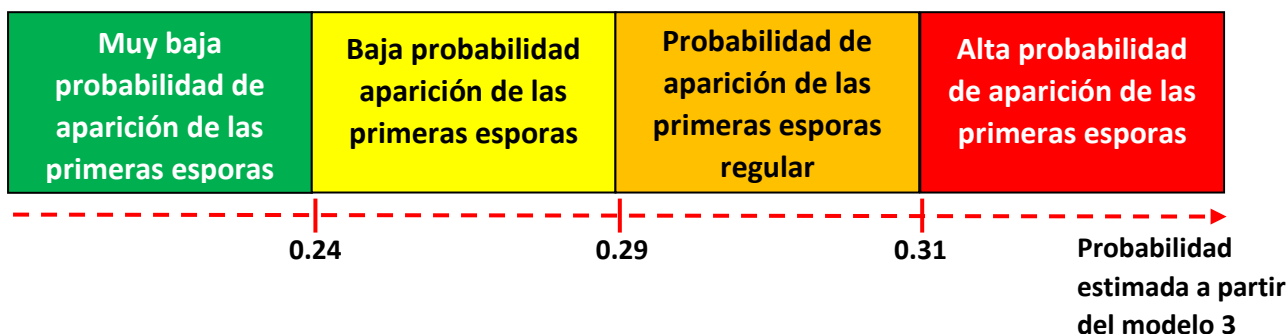 Muy baja
probabilidad de
aparición de las
primeras esporas
Baja probabilidad
aparición de las
primeras esporas
Probabilidad de
aparición de las
primeras esporas
regular
Alta probabilidad
de aparición de las
primeras esporas
0.24
0.29
0.31
Probabilidad
estimada a partir
del modelo 3